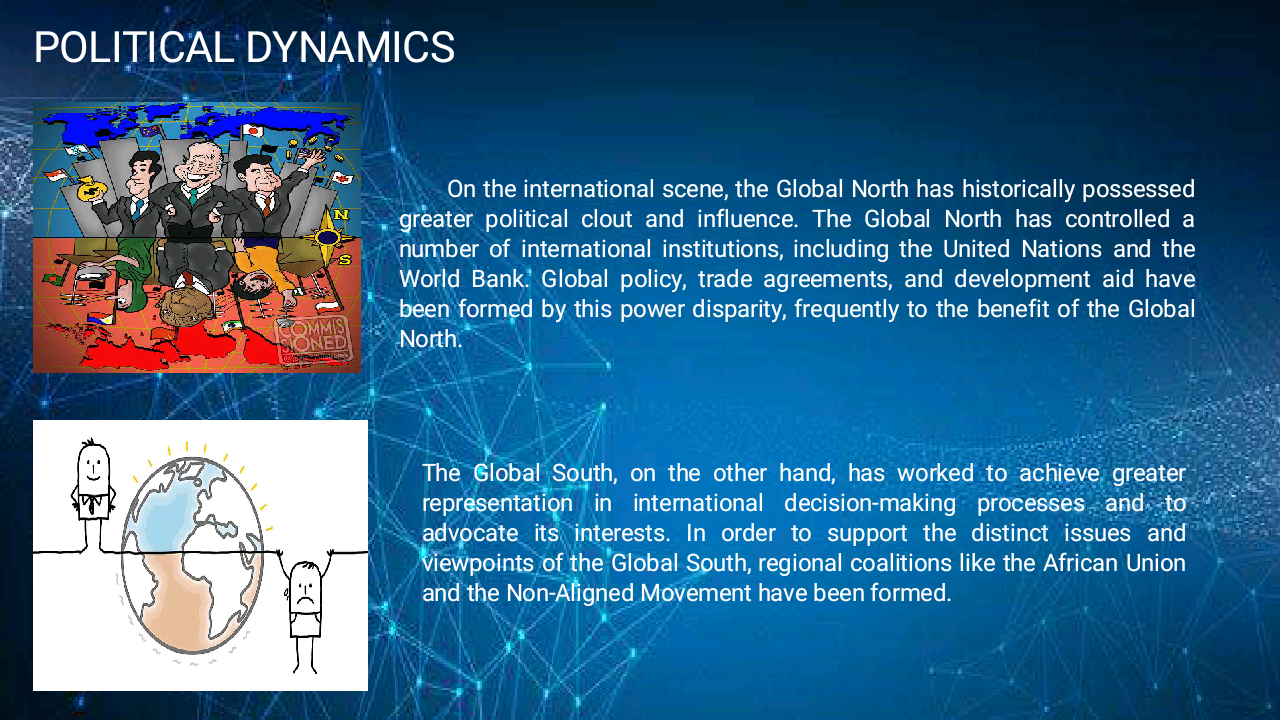 POLITICAL DYNAMICS
N
S
COMMIS
SIONED
On the international scene, the Global North has historically possessed
greater political clout and influence. The Global North has controlled a
number of international institutions, including the United Nations and the
World Bank. Global policy, trade agreements, and development aid have
been formed by this power disparity, frequently to the benefit of the Global
North.
The Global South, on the other hand, has worked to achieve greater
representation in international decision-making processes and to
advocate its interests. In order to support the distinct issues and
viewpoints of the Global South, regional coalitions like the African Union
and the Non-Aligned Movement have been formed.